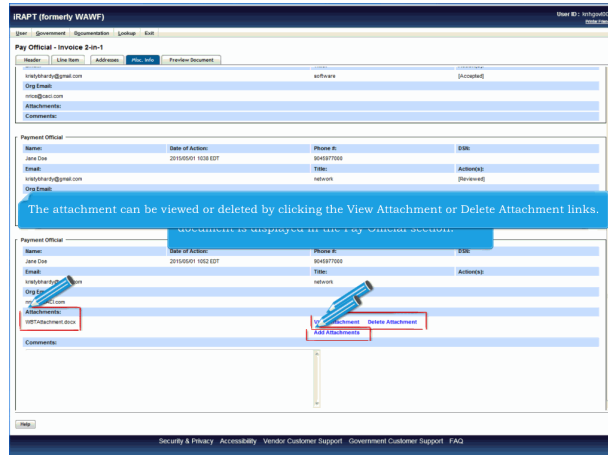 iRAPT (formerly WAWF)
User ID : knhgovl00
User Government Documentation Lookup Exit
Pay Official - Invoice 2-in-1
Header Line Item Addresses Misc. Info Preview Document
kristybhardy@gmail.com software [Accepted]
Org Email:
nrice@caci.com
Attachments:
Comments:
Payment Official
Name: Date of Action: Phone #: DSN:
Jane Doe 2015/05/01 1038 EDT 9045977000
Email: Title: Action(s):
kristybhardy@gmail.com network [Reviewed]
Org Email:
The attachment can be viewed or deleted by clicking the View Attachment or Delete Attachment links.
document is displayed in the Pay Official section.
Payment Official
Name: Date of Action: Phone #: DSN:
Jane Doe 2015/05/01 1052 EDT 9045977000
Email: Title: Action(s):
kristybhardy@gmail.com network
Attachments:
WBTAttachment.docx Attachment Delete Attachment
Add Attachments
Comments:
Help
Security & Privacy Accessibility Vendor Customer Support Government Customer Support FAQ